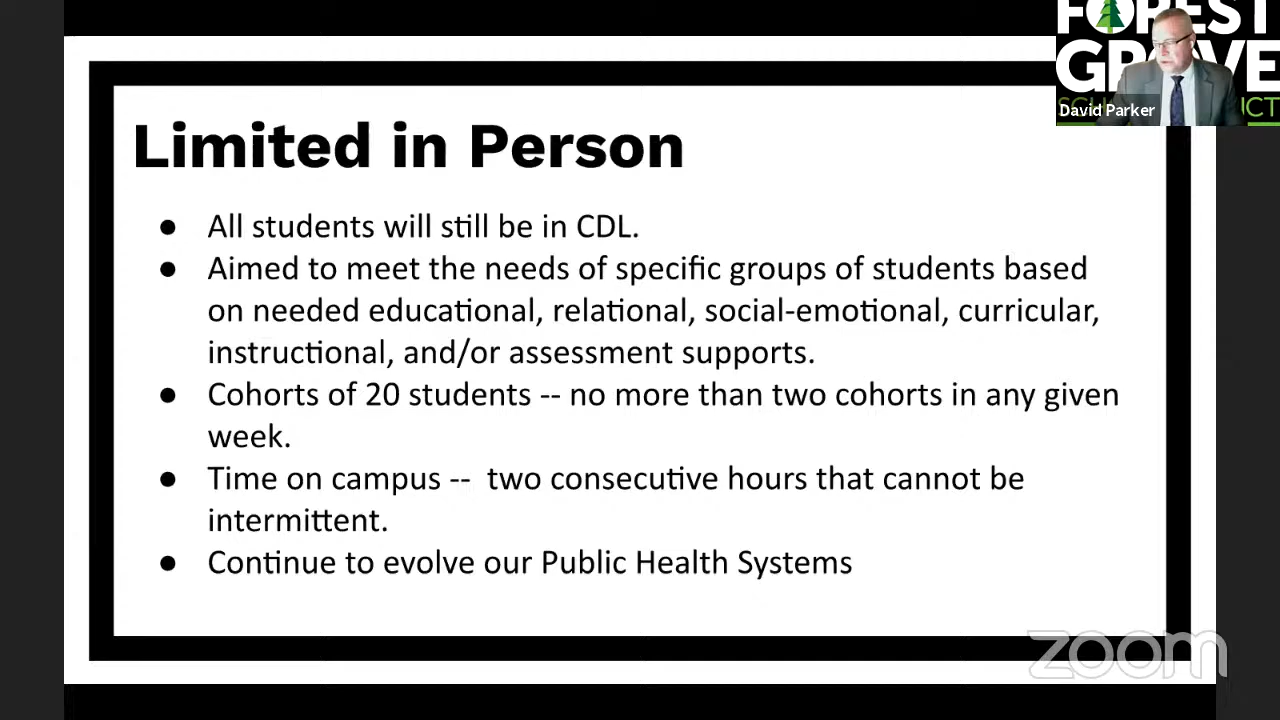 FOREST
GROVE
David Parker
Limited in Person
● All students will still be in CDL.
● Aimed to meet the needs of specific groups of students based
on needed educational, relational, social-emotional, curricular,
instructional, and/or assessment supports.
● Cohorts of 20 students -- no more than two cohorts in any given
week.
● Time on campus -- two consecutive hours that cannot be
intermittent.
● Continue to evolve our Public Health Systems
zoom